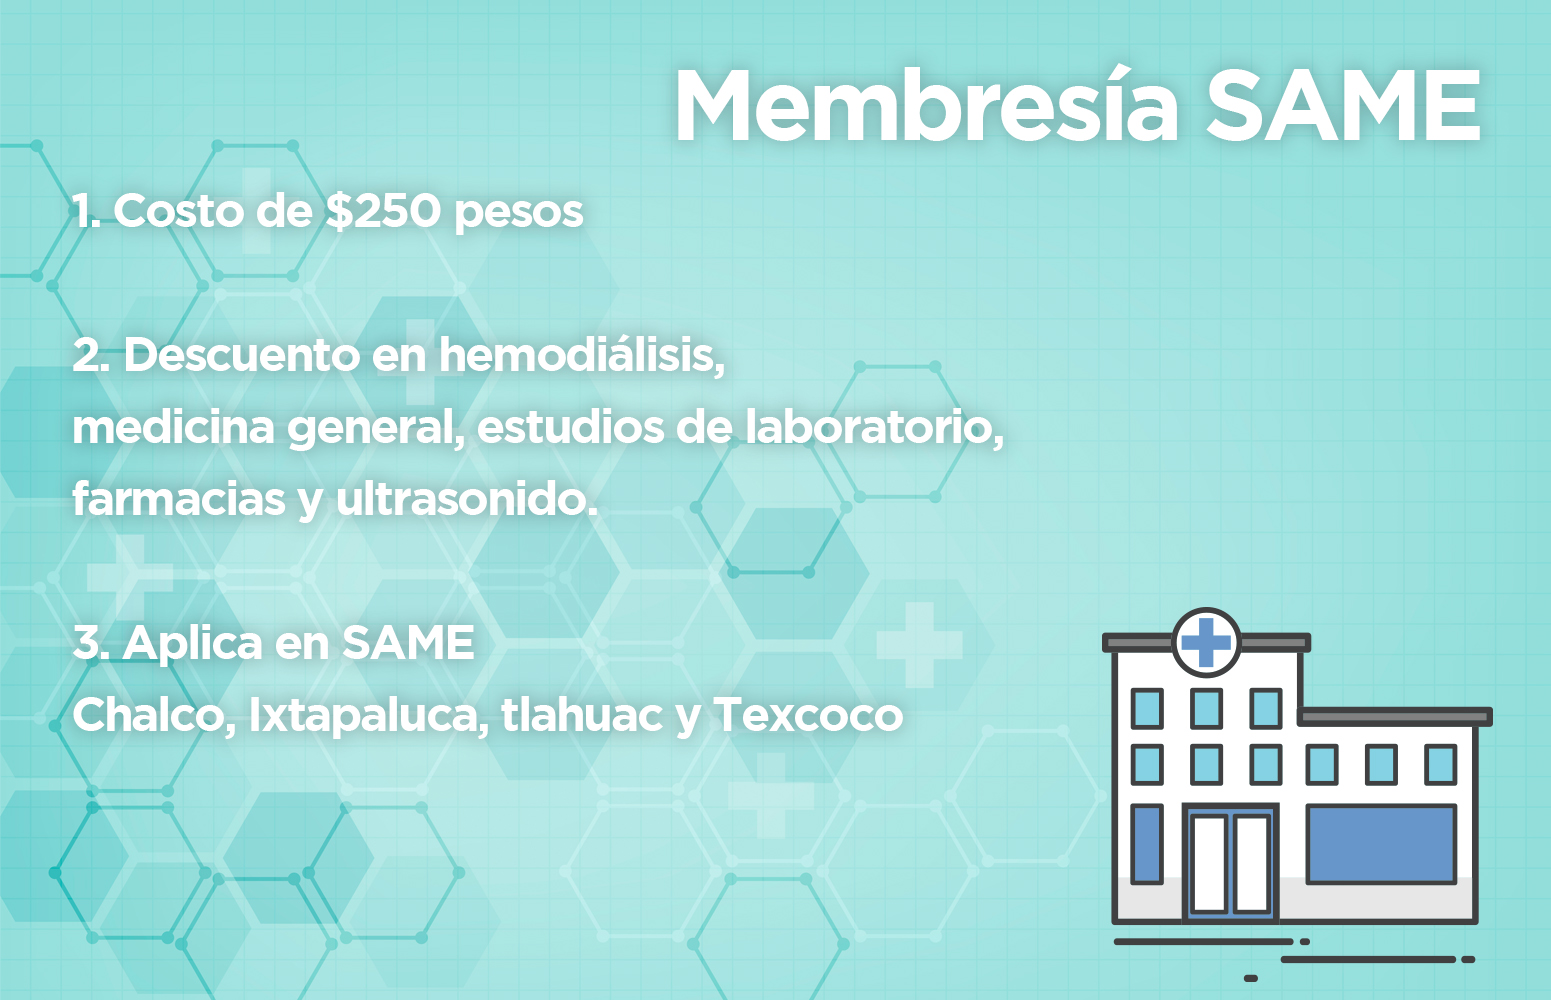 Membresía SAME
1. Costo de $250 pesos
2. Descuento en hemodiálisis,
medicina general, estudios de laboratorio,
farmacias y ultrasonido.
3. Aplica en SAME
Chalco, Ixtapaluca, tlahuac y Texcoco